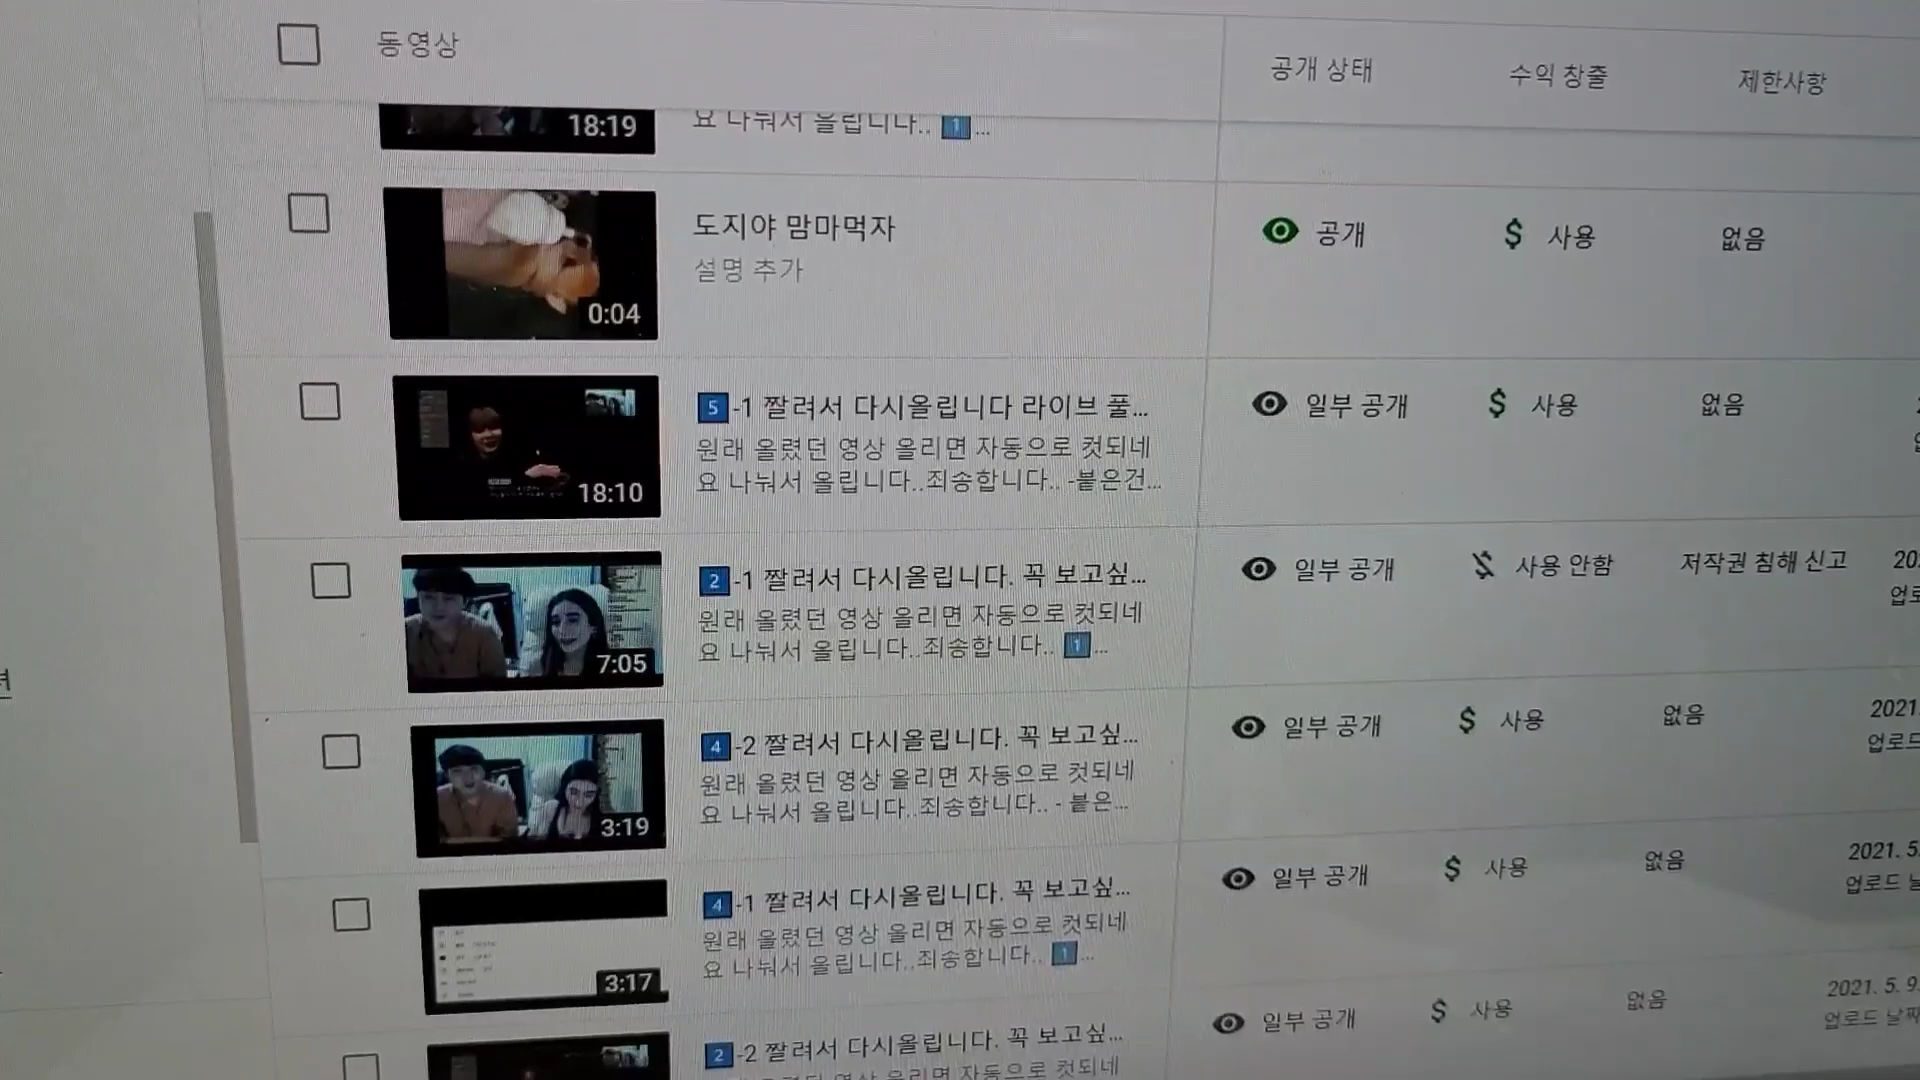 동영상
공개 상태
수익 창출
제한사항
18:19
요 나눠서 올립니다.. 1 ...
0:04
도지야 맘마먹자
설명 추가
공개
$ 사용
없음
18:10
5 -1 짤려서 다시올립니다 라이브 풀...
원래 올렸던 영상 올리면 자동으로 컷되네
요 나눠서 올립니다..죄송합니다.. -붙은건...
일부 공개
$ 사용
없음
7:05
2 -1 짤려서 다시올립니다. 꼭 보고싶...
원래 올렸던 영상 올리면 자동으로 컷되네
요 나눠서 올립니다..죄송합니다.. 1 ...
일부 공개
사용 안함
저작권 침해 신고
3:19
4 -2 짤려서 다시올립니다. 꼭 보고싶...
원래 올렸던 영상 올리면 자동으로 컷되네
요 나눠서 올립니다..죄송합니다.. - 붙은...
일부 공개
$ 사용
없음
2021.
업로드
3:17
4 -1 짤려서 다시올립니다. 꼭 보고싶...
원래 올렸던 영상 올리면 자동으로 컷되네
요 나눠서 올립니다..죄송합니다.. 1 ...
일부 공개
$ 사용
없음
2021. 5.
업로드 날
2 -2 짤려서 다시올립니다. 꼭 보고싶...
원래 올렸던 영상 올리면 자동으로 컷되네
일부 공개
$ 사용
없음
2021. 5. 9.
업로드 날짜